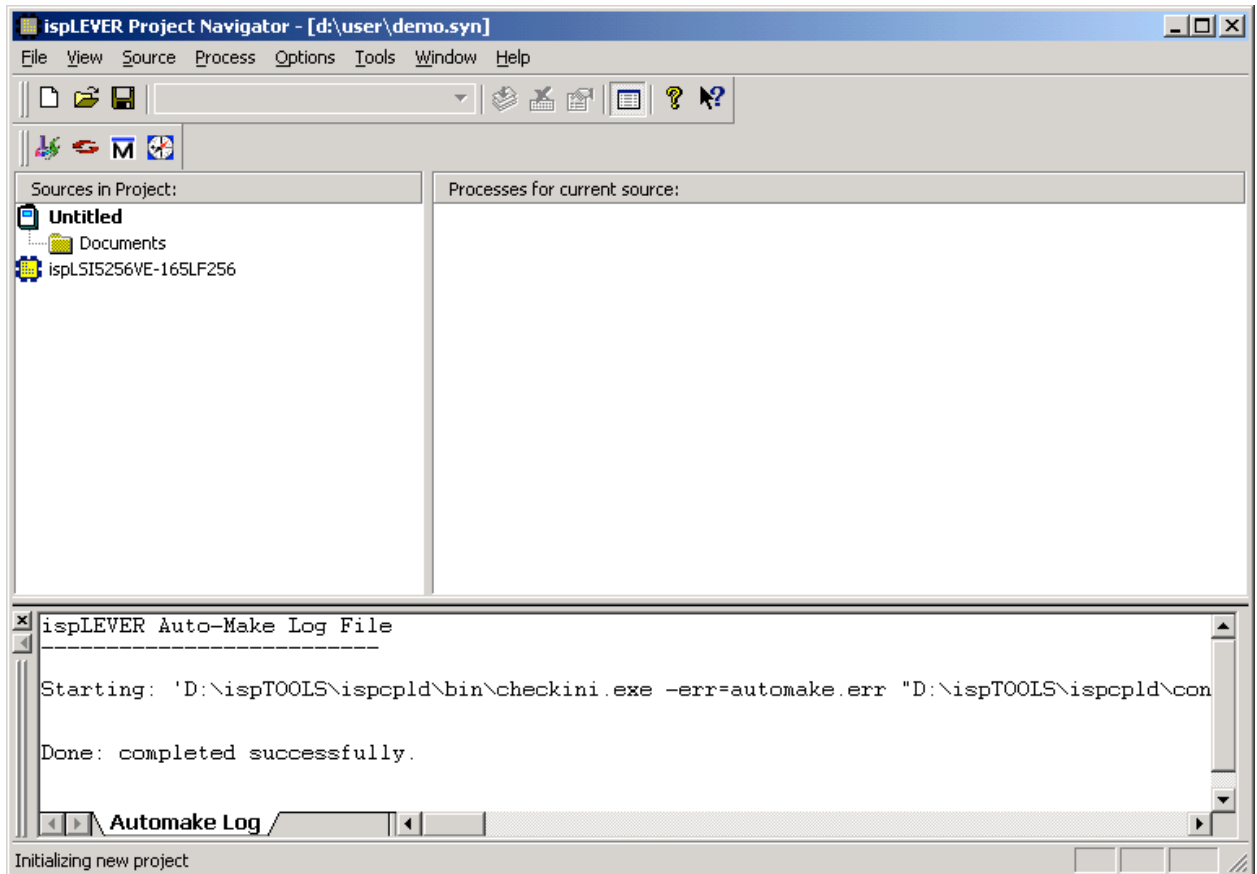 ispLEVER Project Navigator - [d:\user\demo.syn]
File View Source Process Options Tools Window Help
Sources in Project:
Processes for current source:
Untitled
Documents
ispLSI5256VE-165LF256
ispLEVER Auto-Make Log File
---------------------------
Starting: 'D:\ispTOOLS\ispcpld\bin\checkini.exe -err=automake.err "D:\ispTOOLS\ispcpld\con
Done: completed successfully.
Automake Log
Initializing new project